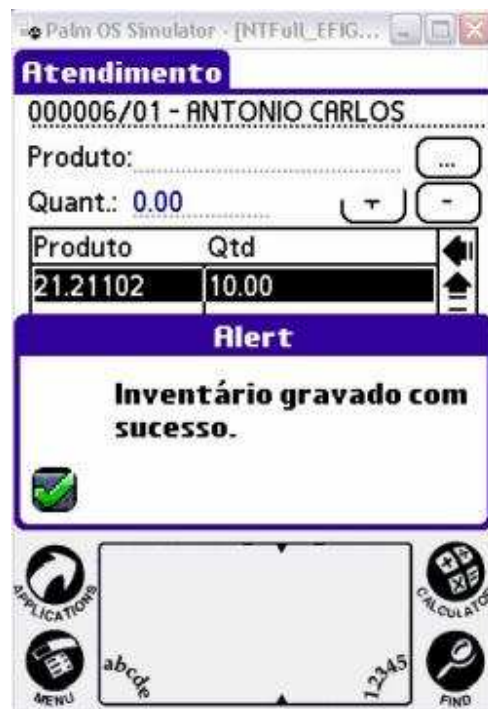 Palm OS Simulator - [NTFull_EFIG...
Atendimento
000006/01 - ANTONIO CARLOS
Produto: ...
Quant.: 0.00 + -
Produto Qtd
21.21102 10.00
Alert
Inventário gravado com
sucesso.
APPLICATIONS
CALCULATOR
MENU
abcde
12345
FIND